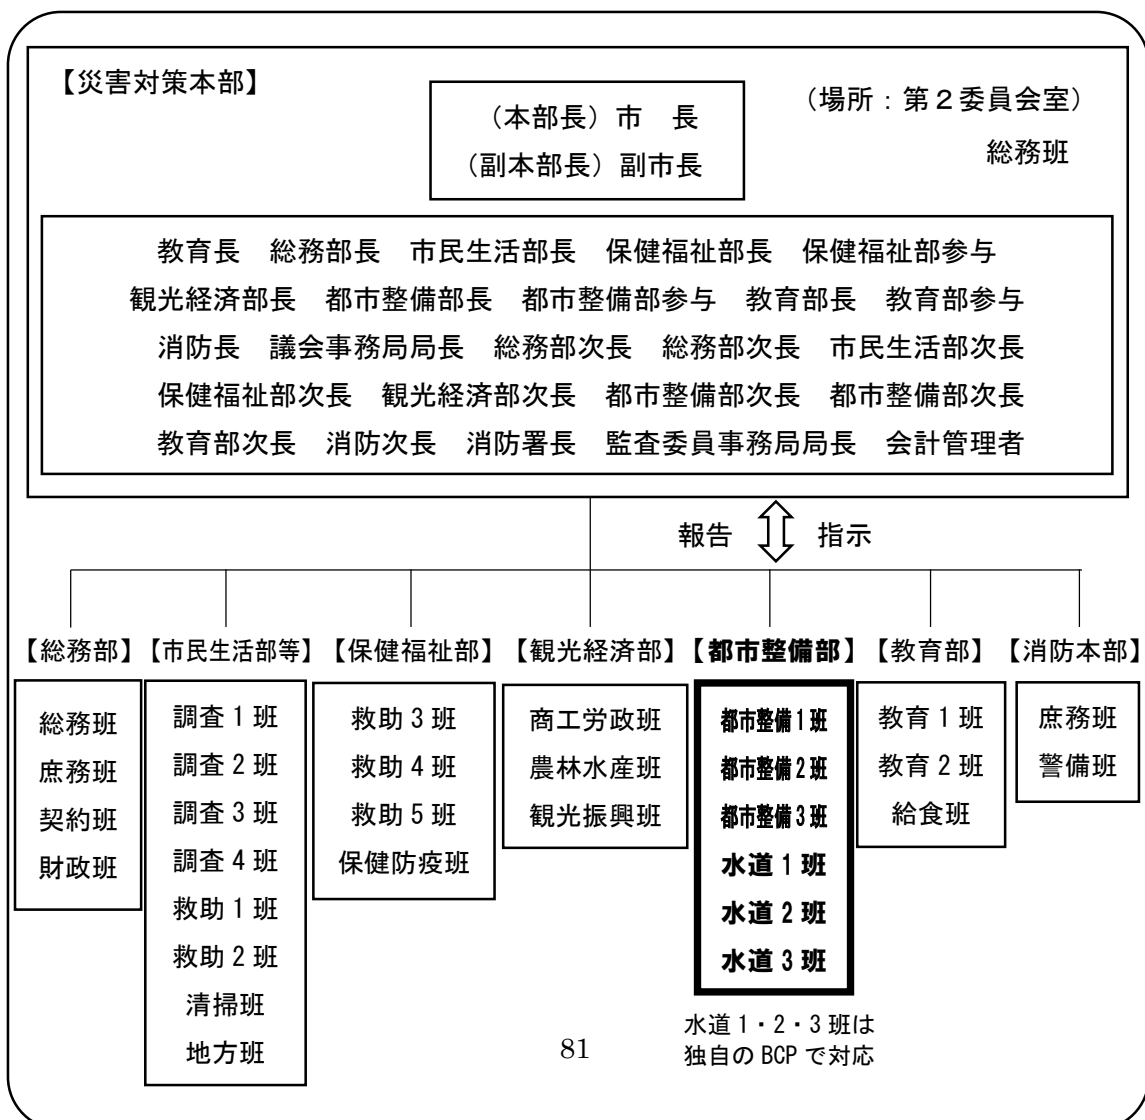 【災害対策本部】
(場所：第２委員会室)
総務班
(本部長) 市　長
(副本部長) 副市長
教育長　総務部長　市民生活部長　保健福祉部長　保健福祉部参与
観光経済部長　都市整備部長　都市整備部参与　教育部長　教育部参与
消防長　議会事務局局長　総務部次長　総務部次長　市民生活部次長
保健福祉部次長　観光経済部次長　都市整備部次長　都市整備部次長
教育部次長　消防次長　消防署長　監査委員事務局局長　会計管理者
報告　指示
【総務部】
総務班
庶務班
契約班
財政班
【市民生活部等】
調査 1 班
調査 2 班
調査 3 班
調査 4 班
救助 1 班
救助 2 班
清掃班
地方班
【保健福祉部】
救助 3 班
救助 4 班
救助 5 班
保健防疫班
【観光経済部】
商工労政班
農林水産班
観光振興班
【都市整備部】
都市整備 1 班
都市整備 2 班
都市整備 3 班
水道 1 班
水道 2 班
水道 3 班
水道 1・2・3 班は
独自の BCP で対応
【教育部】
教育 1 班
教育 2 班
給食班
【消防本部】
庶務班
警備班
81